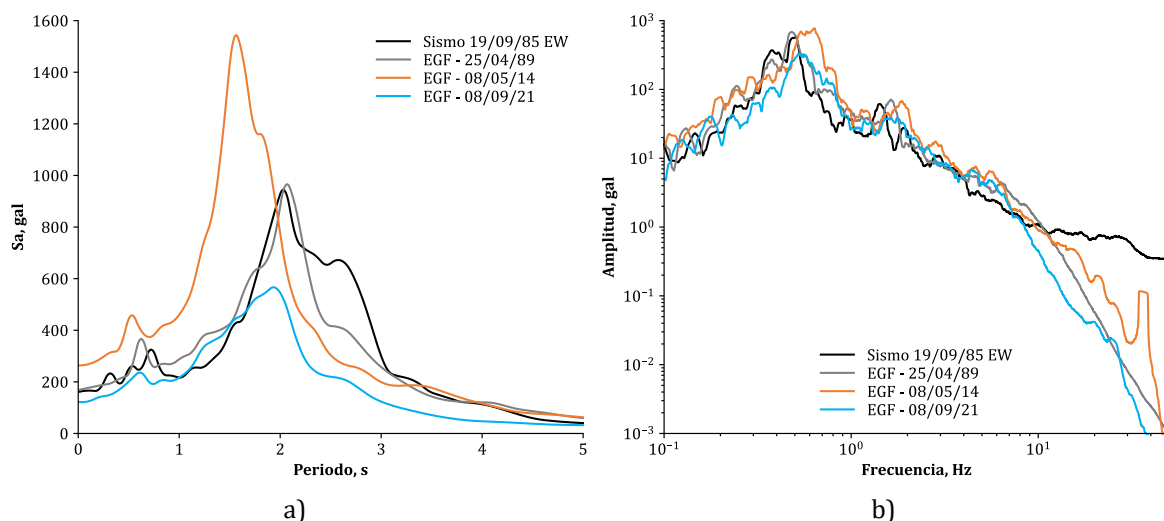 1600
1400
1200
1000
800
600
400
200
0
Sa, gal
0 1 2 3 4 5
Periodo, s
Sismo 19/09/85 EW
EGF - 25/04/89
EGF - 08/05/14
EGF - 08/09/21
a)
10³
10²
10¹
10⁰
10⁻¹
10⁻²
10⁻³
Amplitud, gal
10⁻¹ 10⁰ 10¹
Frecuencia, Hz
Sismo 19/09/85 EW
EGF - 25/04/89
EGF - 08/05/14
EGF - 08/09/21
b)